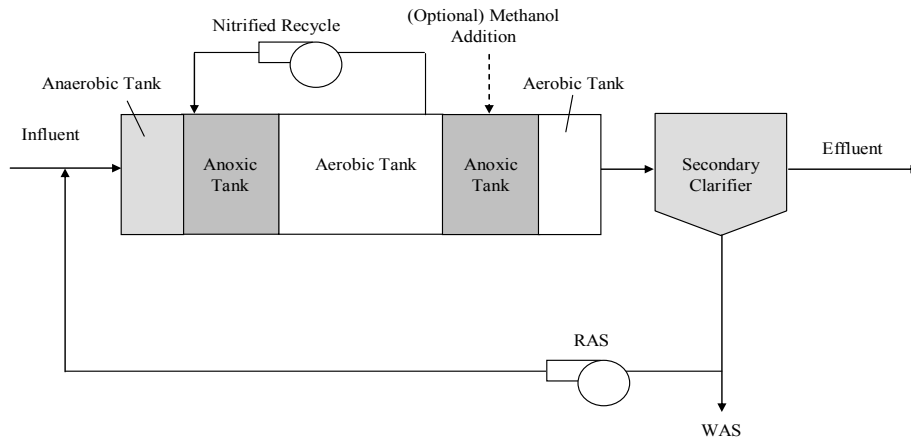 Nitrified Recycle
(Optional) Methanol
Addition
Anaerobic Tank
Aerobic Tank
Influent
Anoxic
Tank
Aerobic Tank
Anoxic
Tank
Secondary
Clarifier
Effluent
RAS
WAS